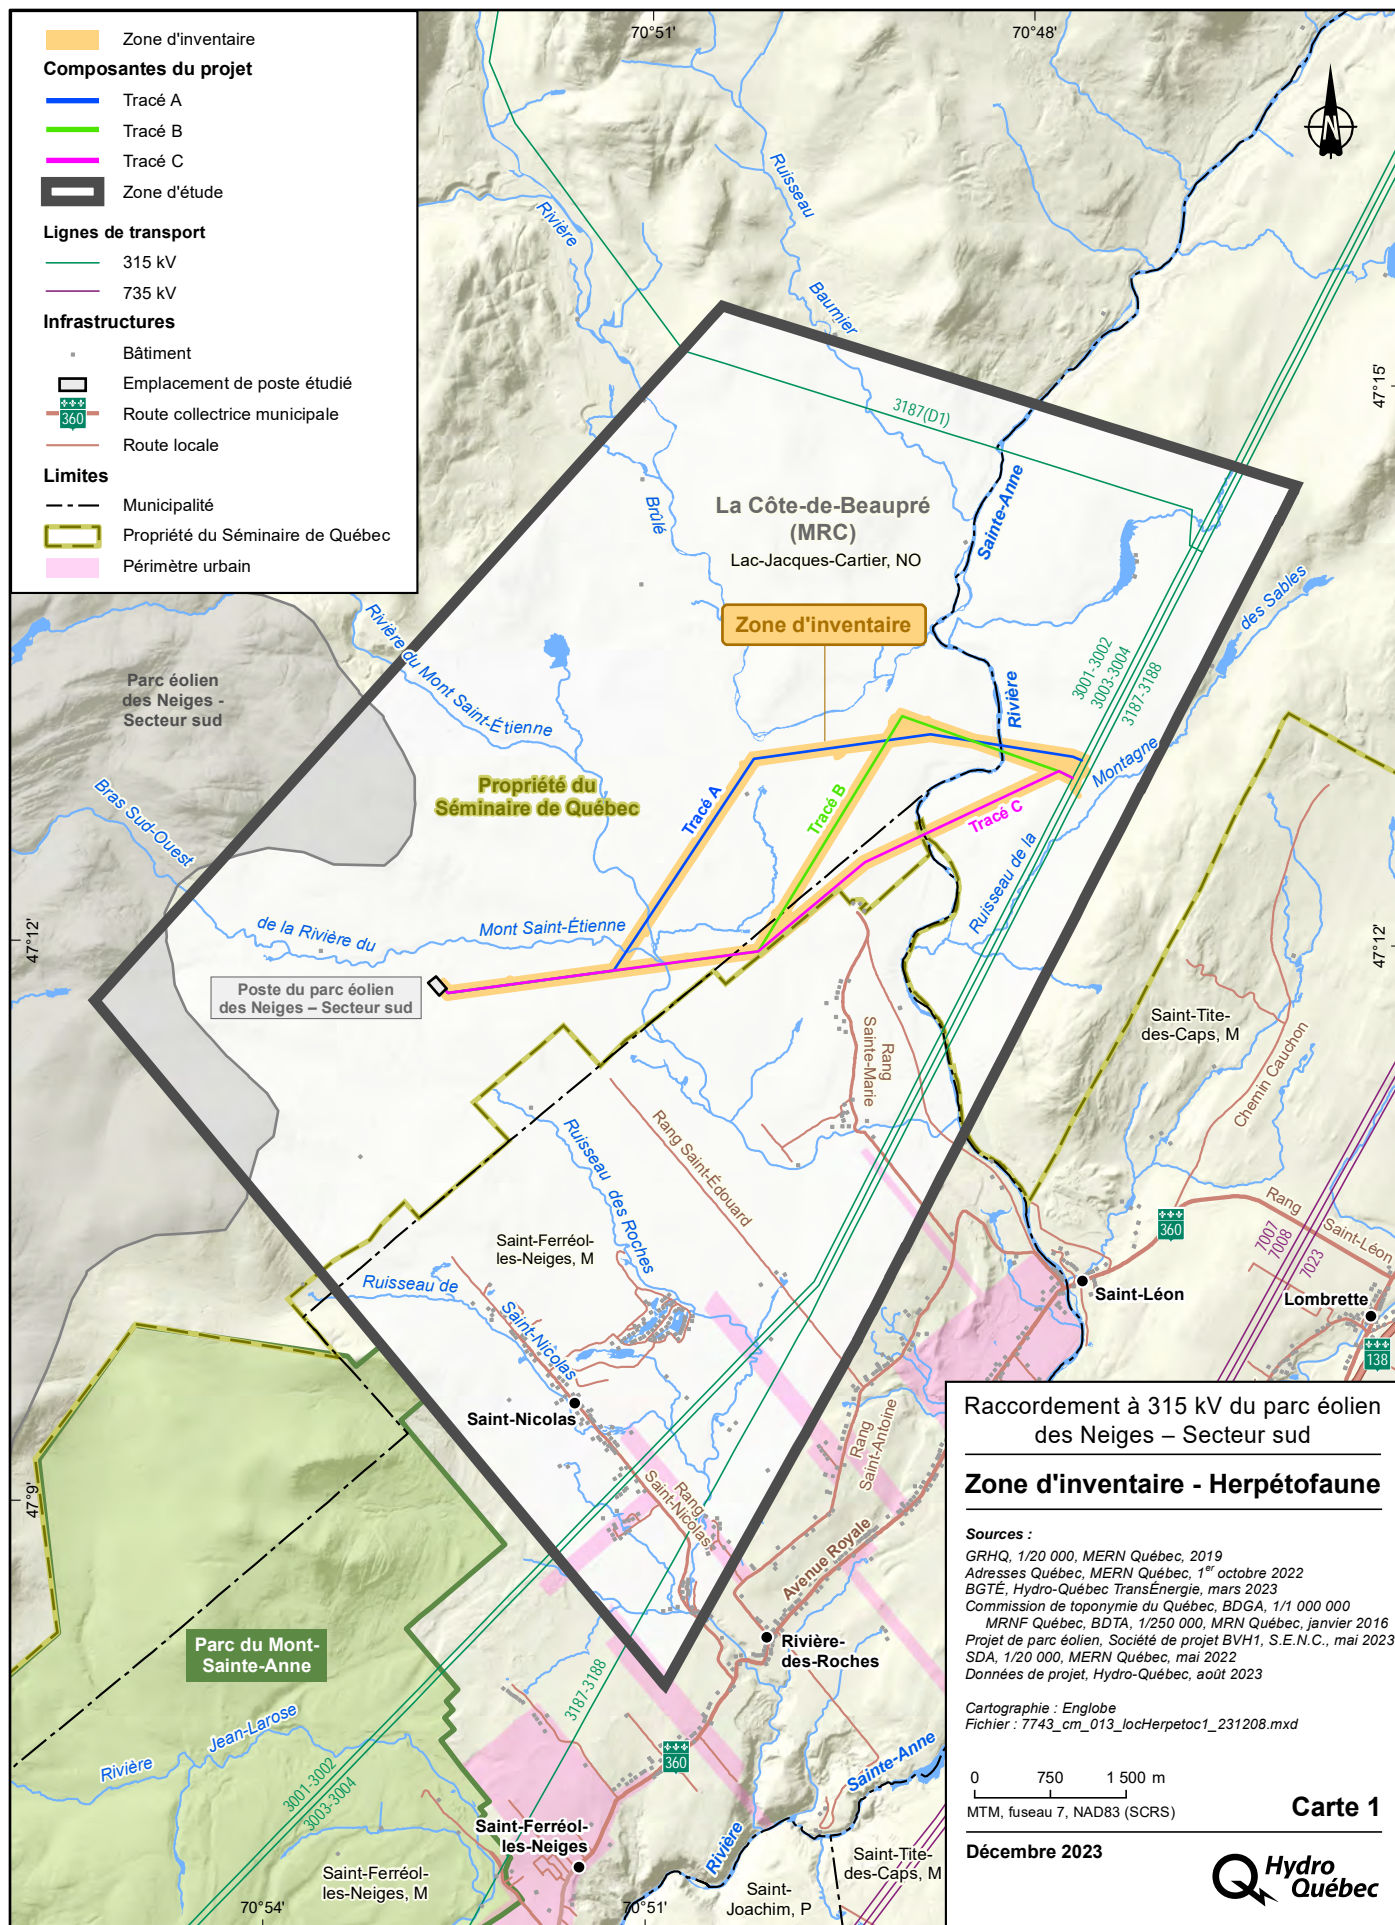 Zone d'inventaire
Composantes du projet
Tracé A
Tracé B
Tracé C
Zone d'étude
Lignes de transport
315 kV
735 kV
Infrastructures
Bâtiment
Emplacement de poste étudié
360
Route collectrice municipale
Route locale
Limites
Municipalité
Propriété du Séminaire de Québec
Périmètre urbain
70°51'
70°48'
N
Rivière
Ruisseau
Baumier
47°15'
3187(D1)
Brûlé
La Côte-de-Beaupré
(MRC)
Lac-Jacques-Cartier, NO
Sainte-Anne
des Sables
Zone d'inventaire
Rivière du Mont Saint-Étienne
3001-3002
3003-3004
3187-3188
Rivière
Parc éolien
des Neiges -
Secteur sud
Montagne
Propriété du
Séminaire de Québec
Tracé A
Tracé B
Tracé C
Bras Sud-Ouest
Ruisseau de la
47°12'
47°12'
de la Rivière du
Mont Saint-Étienne
Poste du parc éolien
des Neiges – Secteur sud
Saint-Tite-
des-Caps, M
Rang
Sainte-Marie
Chemin Cauchon
Rang Saint-Édouard
Ruisseau des Roches
Saint-Ferréol-
les-Neiges, M
Rang
Saint-Léon
360
7007
7008
7023
Ruisseau de
Saint-Nicolas
Saint-Léon
Lombrette
138
Saint-Nicolas
Rang
Saint-Antoine
Rang
Saint-Nicolas
47°9'
Avenue Royale
Parc du Mont-
Sainte-Anne
Rivière-
des-Roches
3187-3188
Rivière
Jean-Larose
360
Sainte-Anne
3001-3002
3003-3004
Saint-Ferréol-
les-Neiges
Rivière
Saint-Ferréol-
les-Neiges, M
Saint-Tite-
des-Caps, M
Saint-
Joachim, P
70°54'
70°51'
Raccordement à 315 kV du parc éolien
des Neiges – Secteur sud
Zone d'inventaire - Herpétofaune
Sources :
GRHQ, 1/20 000, MERN Québec, 2019
Adresses Québec, MERN Québec, 1er octobre 2022
BGTÉ, Hydro-Québec TransÉnergie, mars 2023
Commission de toponymie du Québec, BDGA, 1/1 000 000
MRNF Québec, BDTA, 1/250 000, MRN Québec, janvier 2016
Projet de parc éolien, Société de projet BVH1, S.E.N.C., mai 2023
SDA, 1/20 000, MERN Québec, mai 2022
Données de projet, Hydro-Québec, août 2023
Cartographie : Englobe
Fichier : 7743_cm_013_locHerpetoc1_231208.mxd
0 750 1 500 m
MTM, fuseau 7, NAD83 (SCRS)
Carte 1
Décembre 2023
Hydro
Québec